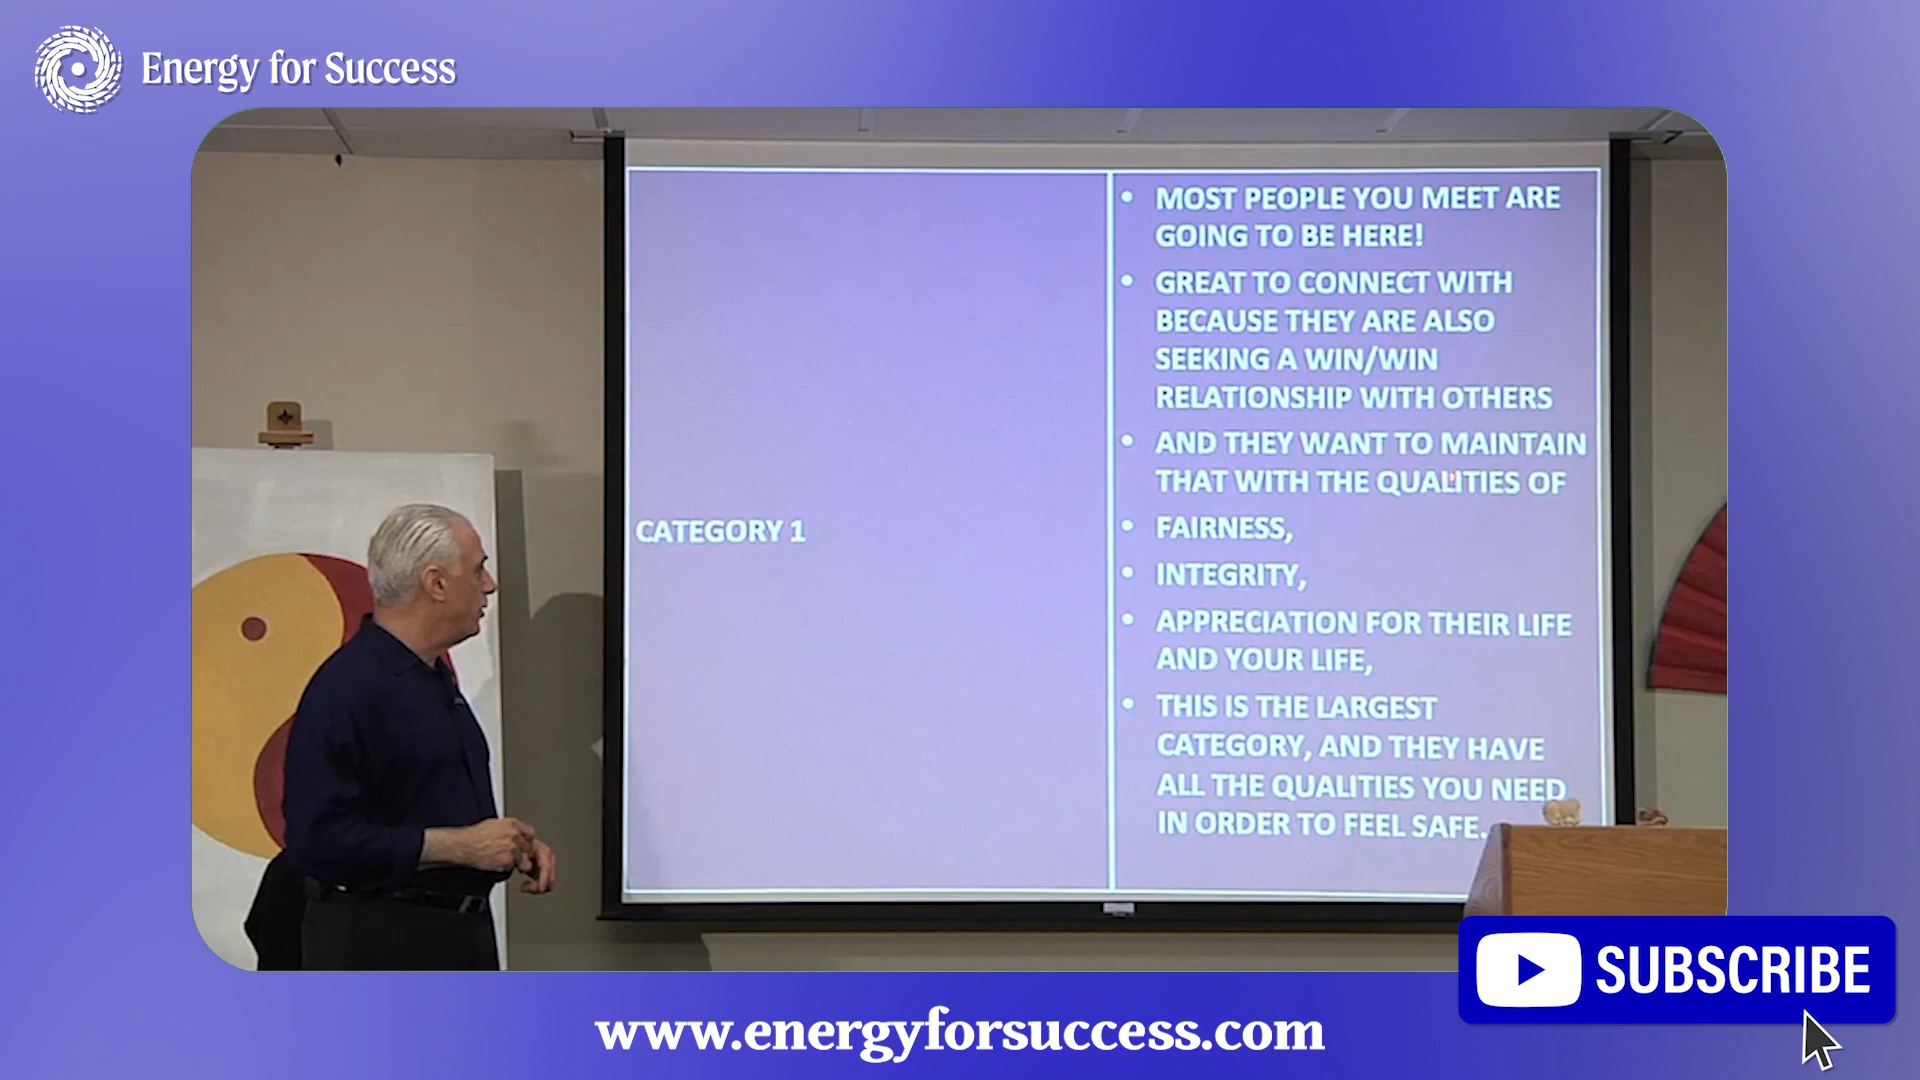 Energy for Success
MOST PEOPLE YOU MEET ARE
GOING TO BE HERE!
GREAT TO CONNECT WITH
BECAUSE THEY ARE ALSO
SEEKING A WIN/WIN
RELATIONSHIP WITH OTHERS
AND THEY WANT TO MAINTAIN
THAT WITH THE QUALITIES OF
CATEGORY 1
FAIRNESS,
INTEGRITY,
APPRECIATION FOR THEIR LIFE
AND YOUR LIFE,
THIS IS THE LARGEST
CATEGORY, AND THEY HAVE
ALL THE QUALITIES YOU NEED
IN ORDER TO FEEL SAFE.
SUBSCRIBE
www.energyforsuccess.com